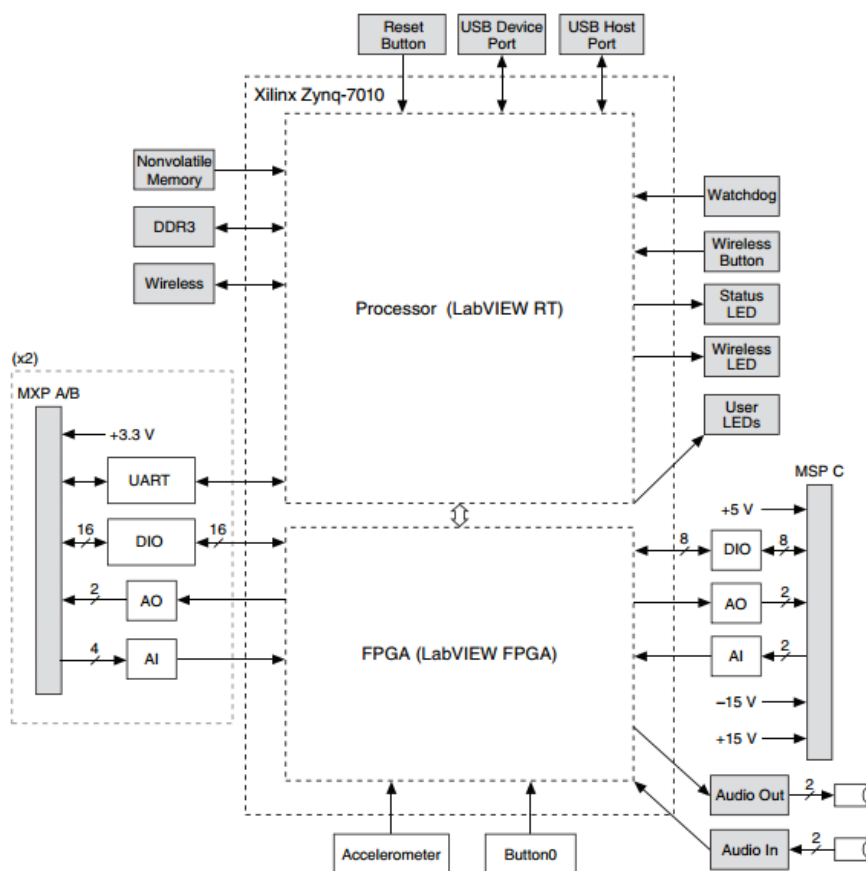 Reset
Button
USB Device
Port
USB Host
Port
Xilinx Zynq-7010
Nonvolatile
Memory
DDR3
Wireless
Processor (LabVIEW RT)
Watchdog
Wireless
Button
Status
LED
Wireless
LED
User
LEDs
(x2)
MXP A/B
+3.3 V
UART
16
DIO
16
2
AO
4
AI
FPGA (LabVIEW FPGA)
MSP C
+5 V
8
DIO
8
AO
2
AI
2
–15 V
+15 V
Audio Out
2
Audio In
2
Accelerometer
Button0